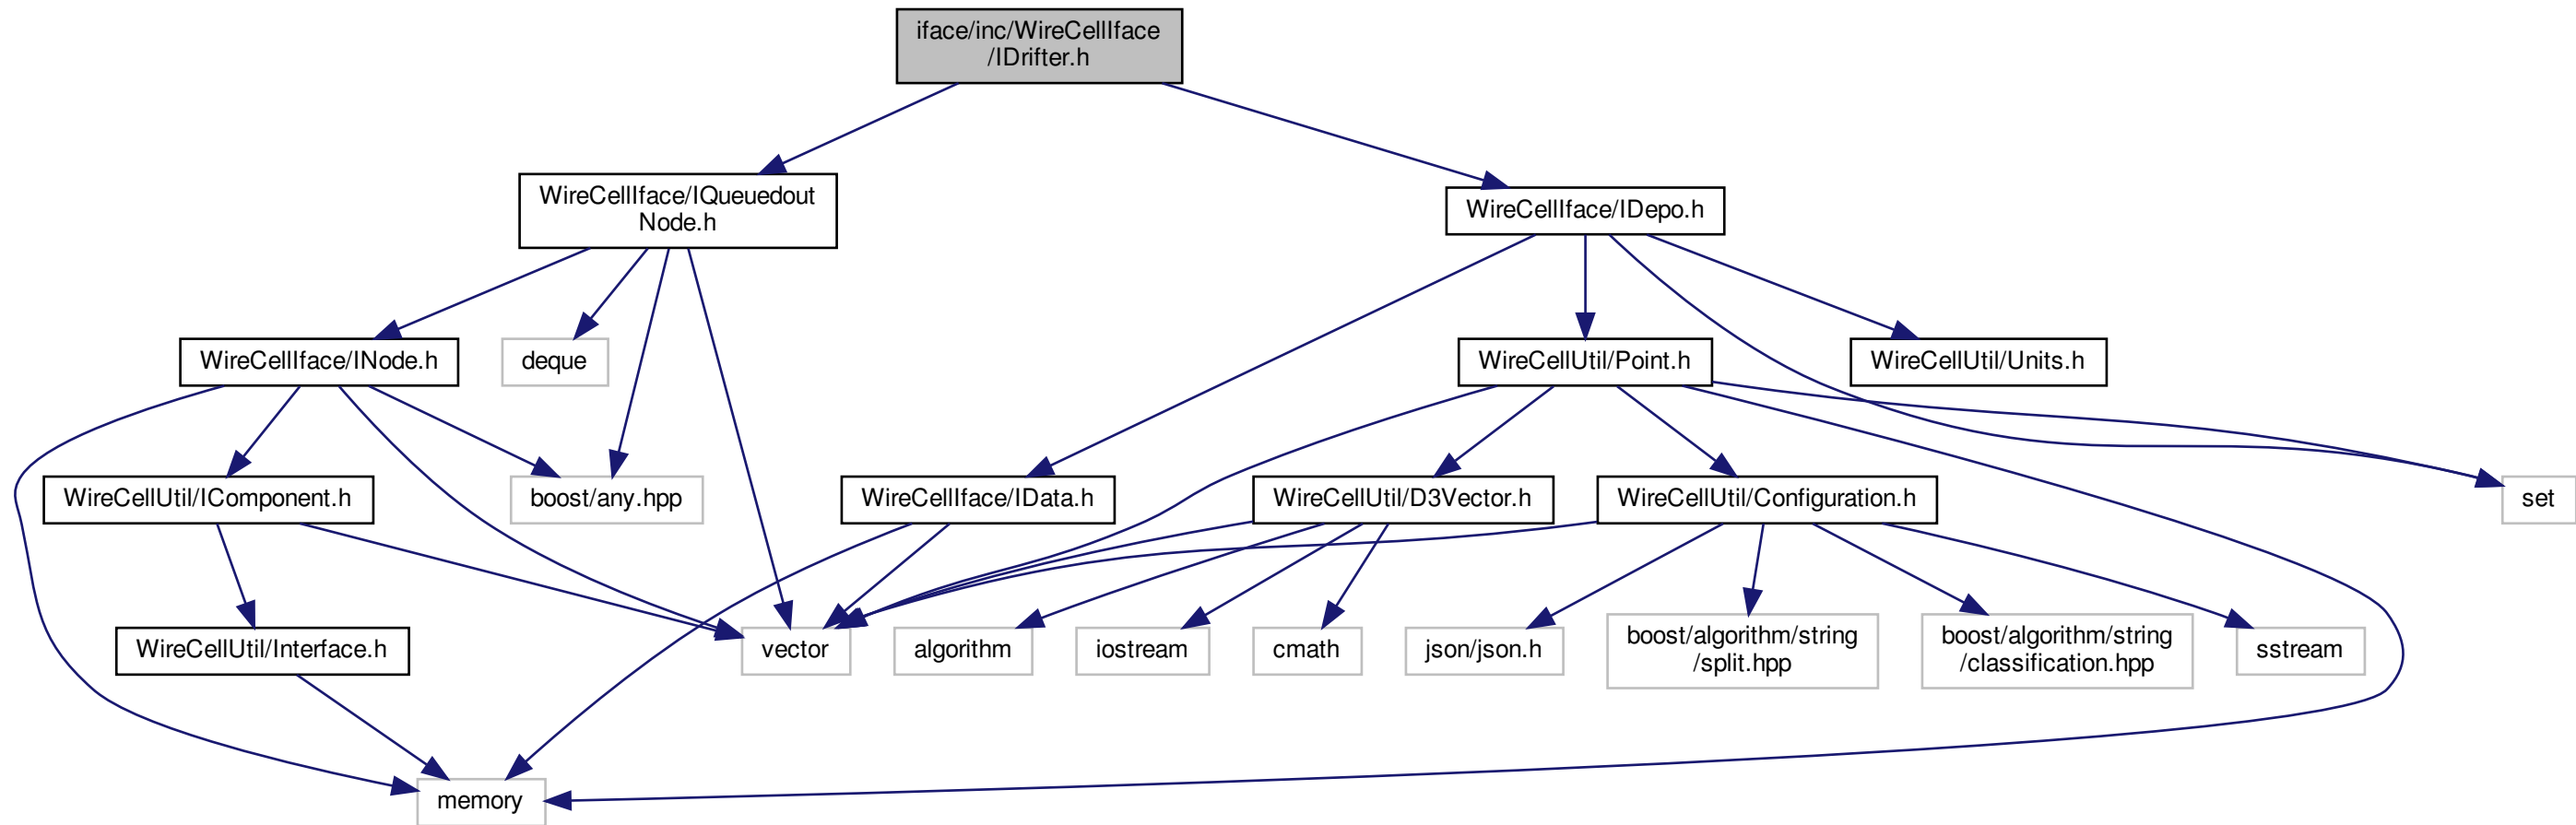 iface/inc/WireCellIface
/IDrifter.h
WireCellIface/IQueuedout
Node.h
WireCellIface/IDepo.h
WireCellIface/INode.h
deque
WireCellUtil/Point.h
WireCellUtil/Units.h
WireCellUtil/IComponent.h
boost/any.hpp
WireCellIface/IData.h
WireCellUtil/D3Vector.h
WireCellUtil/Configuration.h
set
WireCellUtil/Interface.h
vector
algorithm
iostream
cmath
json/json.h
boost/algorithm/string
/split.hpp
boost/algorithm/string
/classification.hpp
sstream
memory